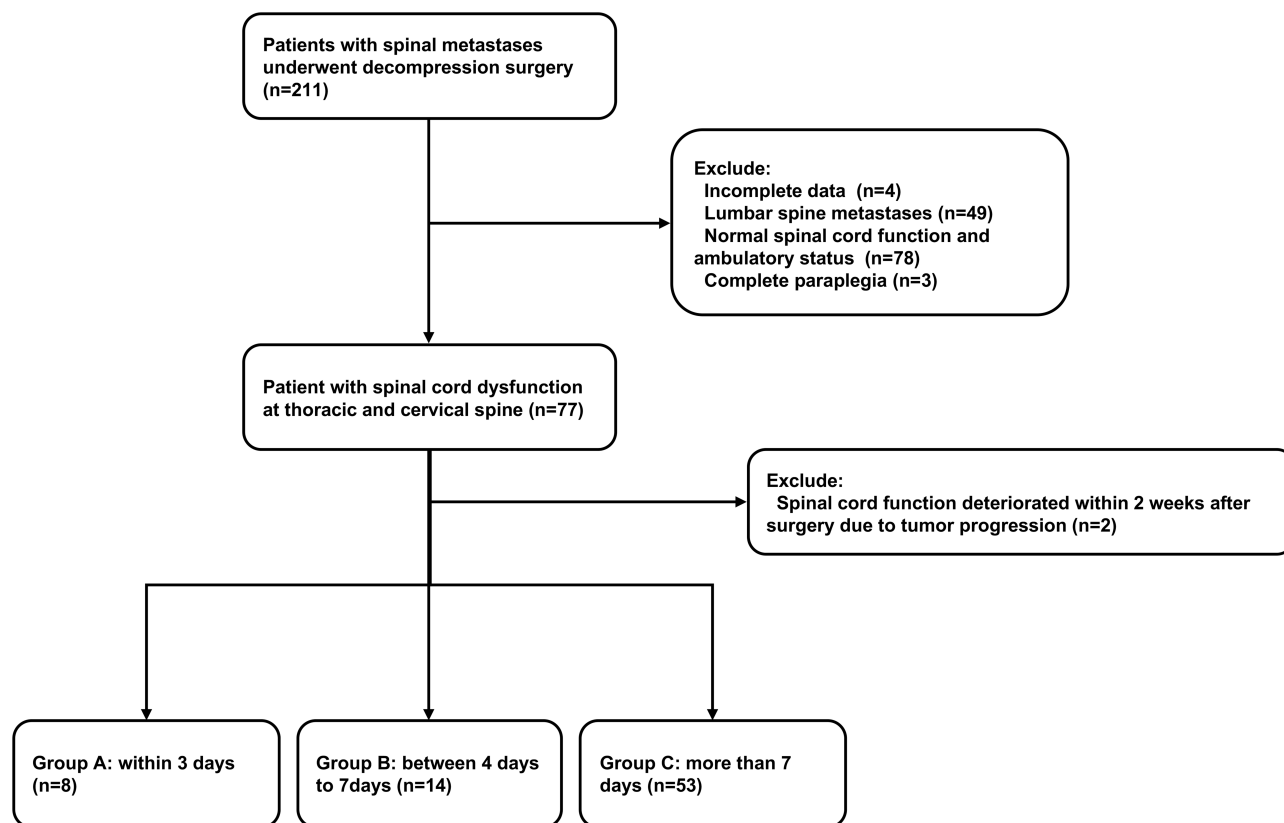 Patients with spinal metastases
underwent decompression surgery
(n=211)
Exclude:
Incomplete data  (n=4)
Lumbar spine metastases (n=49)
Normal spinal cord function and
ambulatory status  (n=78)
Complete paraplegia (n=3)
Patient with spinal cord dysfunction
at thoracic and cervical spine (n=77)
Exclude:
Spinal cord function deteriorated within 2 weeks after
surgery due to tumor progression (n=2)
Group A: within 3 days
(n=8)
Group B: between 4 days
to 7days (n=14)
Group C: more than 7
days (n=53)